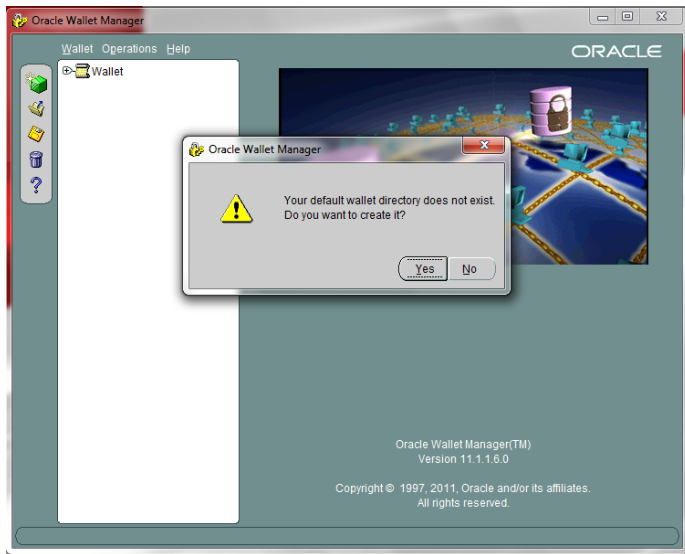 Oracle Wallet Manager
Wallet Operations Help
ORACLE
Wallet
Oracle Wallet Manager
Your default wallet directory does not exist.
Do you want to create it?
Yes No
Oracle Wallet Manager(TM)
Version 11.1.1.6.0
Copyright© 1997, 2011, Oracle and/or its affiliates.
All rights reserved.